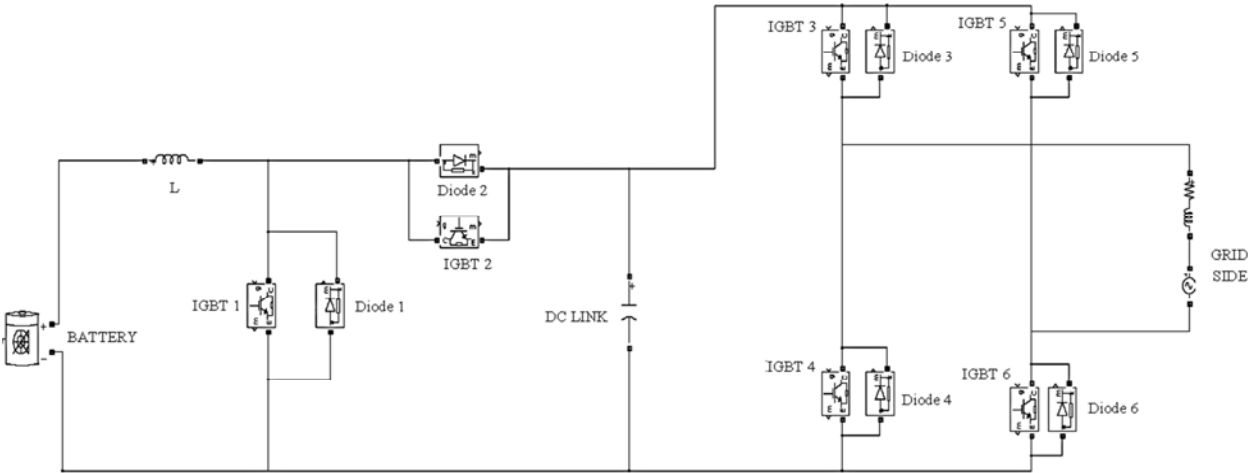 IGBT 3
Diode 3
IGBT 5
Diode 5
L
Diode 2
IGBT 2
IGBT 1
Diode 1
DC LINK
BATTERY
GRID
SIDE
IGBT 4
Diode 4
IGBT 6
Diode 6